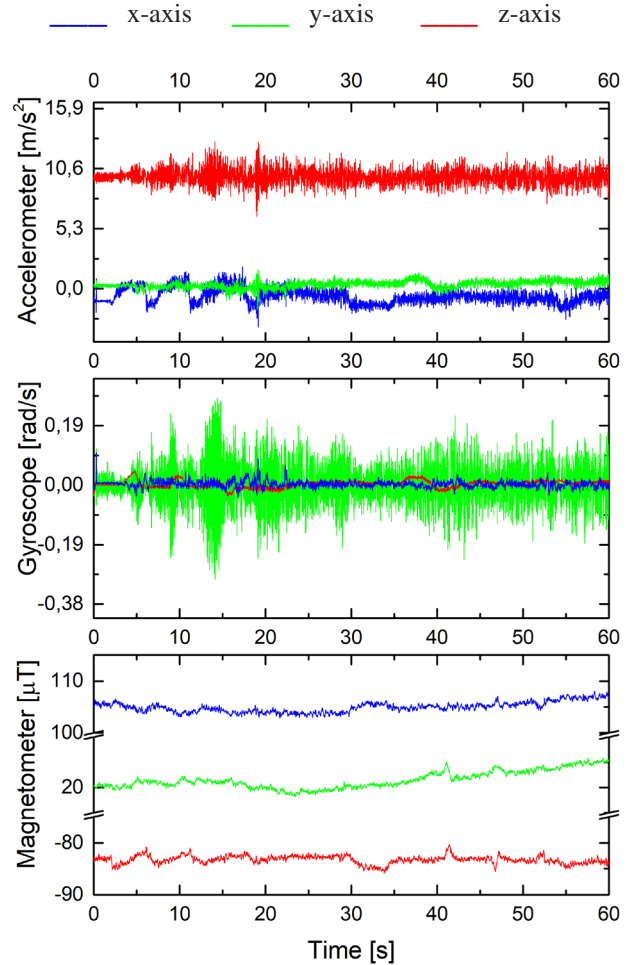 x-axis y-axis z-axis
0 10 20 30 40 50 60
Accelerometer [m/s²]
15,9
10,6
5,3
0,0
0 10 20 30 40 50 60
Gyroscope [rad/s]
0,19
0,00
-0,19
-0,38
0 10 20 30 40 50 60
Magnetometer [µT]
110
100
20
-80
-90
0 10 20 30 40 50 60
Time [s]